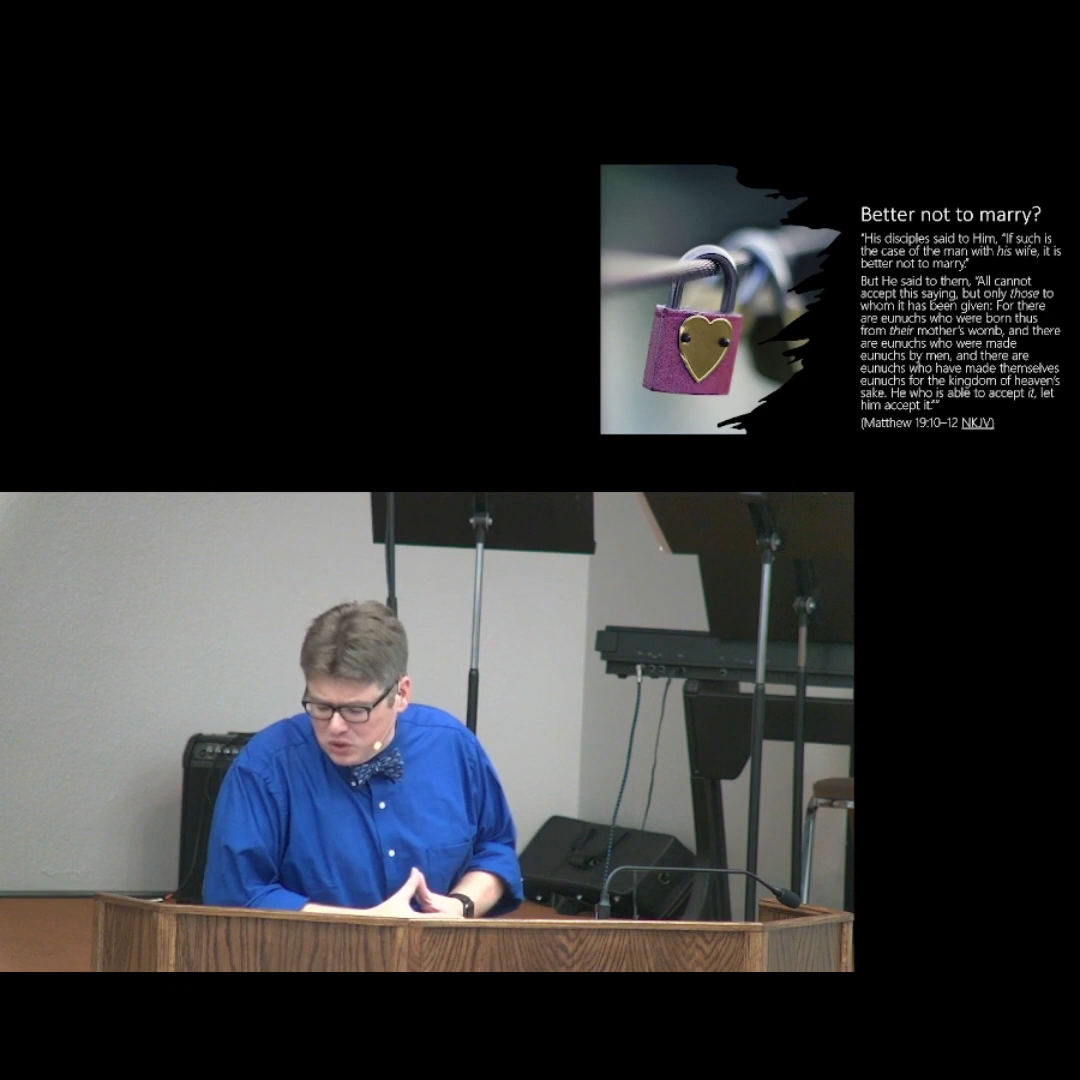 Better not to marry?
“His disciples said to Him, “If such is
the case of the man with his wife, it is
better not to marry.”
But He said to them, “All cannot
accept this saying, but only those to
whom it has been given: For there
are eunuchs who were born thus
from their mother’s womb, and there
are eunuchs who were made
eunuchs by men, and there are
eunuchs who have made themselves
eunuchs for the kingdom of heaven’s
sake. He who is able to accept it, let
him accept it.””
(Matthew 19:10–12 NKJV)